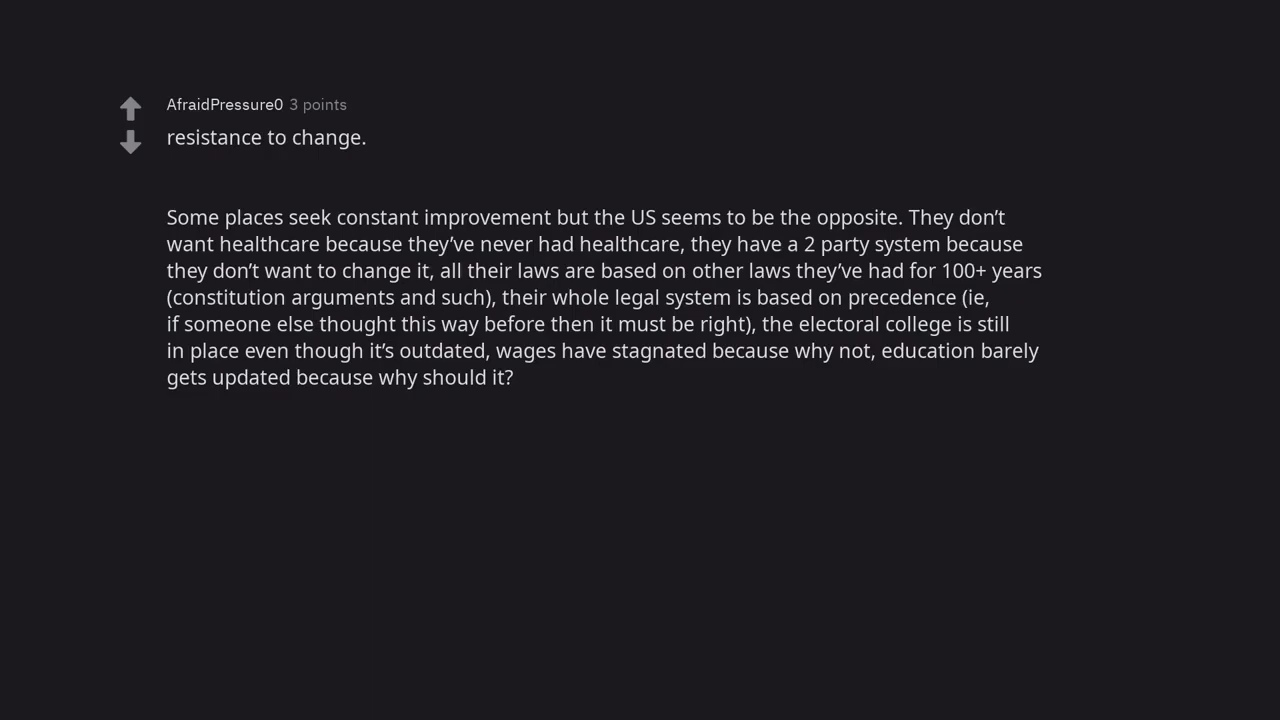 AfraidPressure0 3 points
resistance to change.
Some places seek constant improvement but the US seems to be the opposite. They don’t
want healthcare because they’ve never had healthcare, they have a 2 party system because
they don’t want to change it, all their laws are based on other laws they’ve had for 100+ years
(constitution arguments and such), their whole legal system is based on precedence (ie,
if someone else thought this way before then it must be right), the electoral college is still
in place even though it’s outdated, wages have stagnated because why not, education barely
gets updated because why should it?